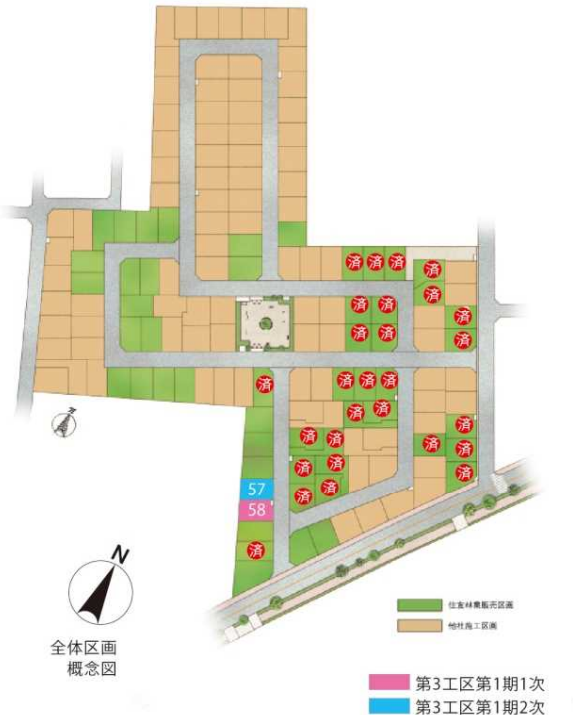 済 済 済
済
済
済 済
済
済 済
済
済 済 済
済
済 済
済
済 済
済
済
済 済
済
済
済
57
58
済
N
N
全体区画
概念図
住友林業販売区画
他社施工区画
第3工区第1期1次
第3工区第1期2次